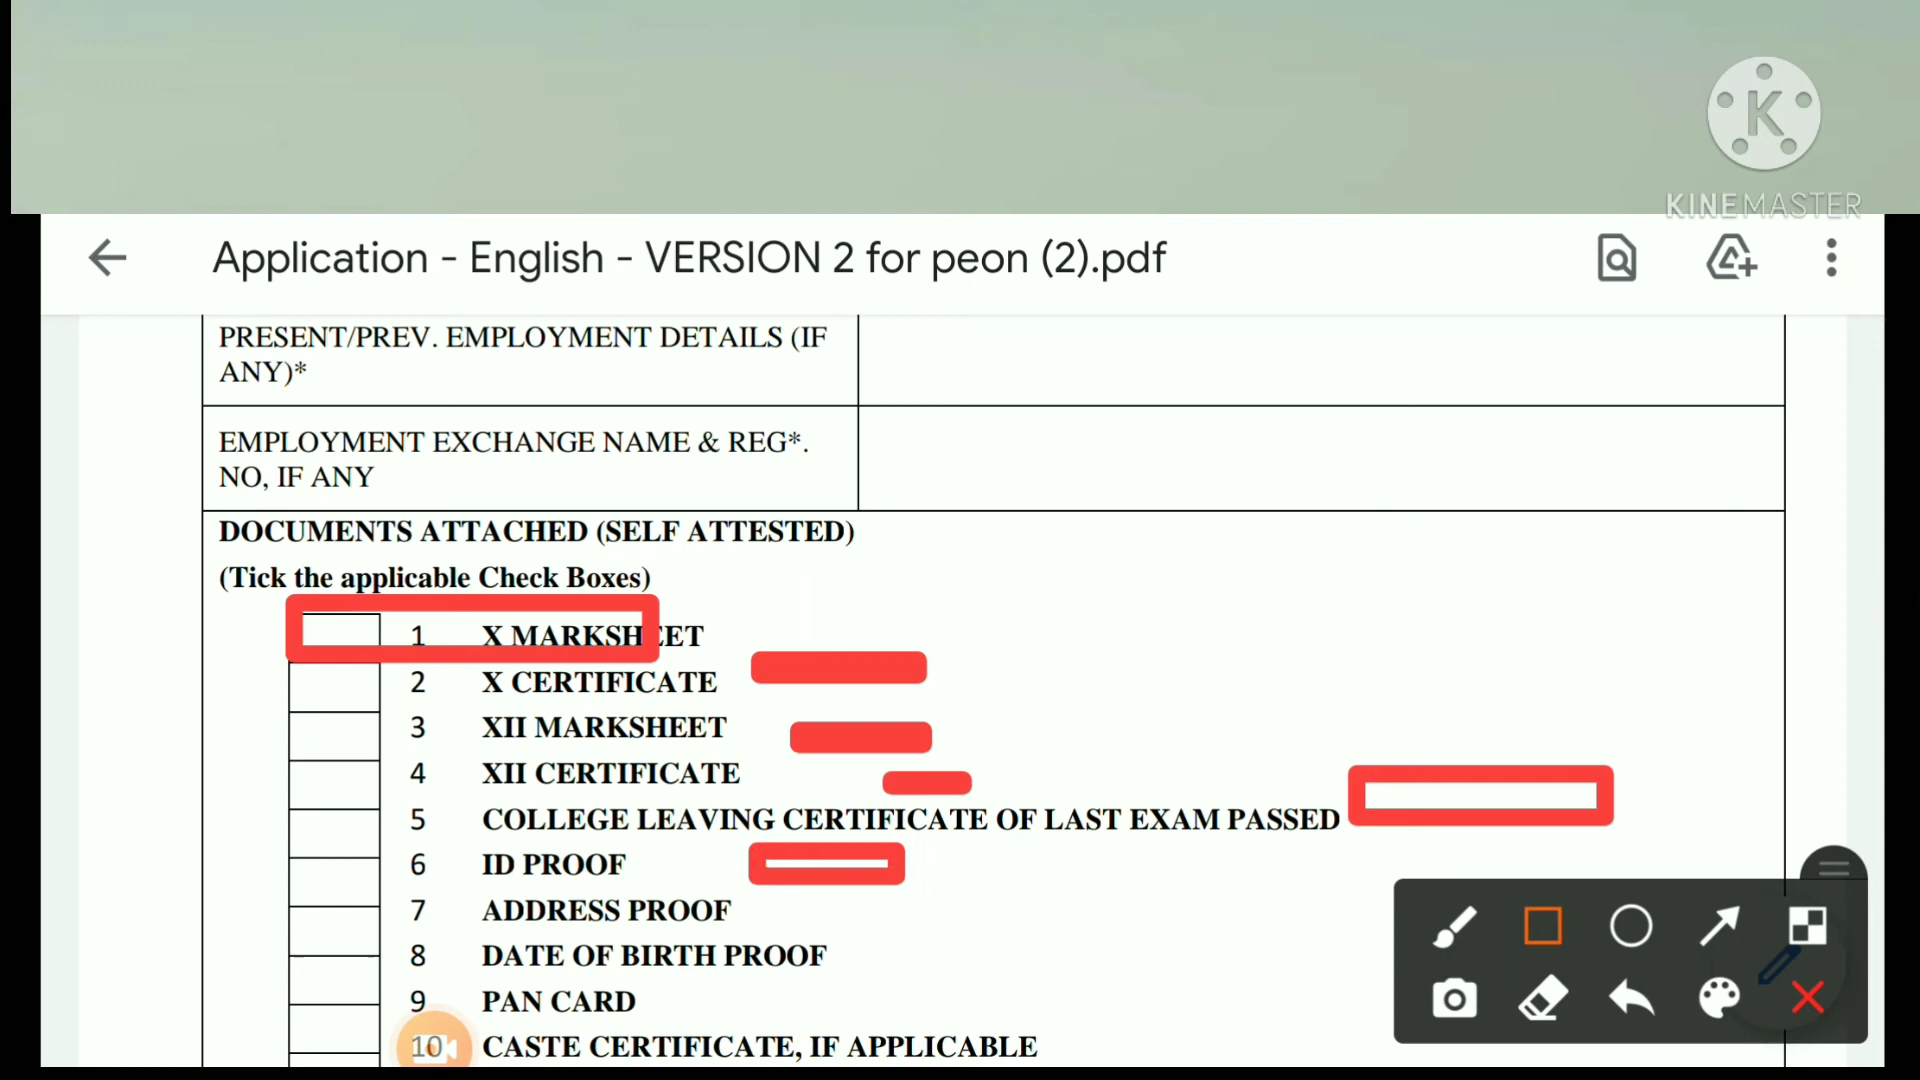 K
KINEMASTER
Application - English - VERSION 2 for peon (2).pdf
PRESENT/PREV. EMPLOYMENT DETAILS (IF
ANY)*
EMPLOYMENT EXCHANGE NAME & REG*.
NO, IF ANY
DOCUMENTS ATTACHED (SELF ATTESTED)
(Tick the applicable Check Boxes)
1 X MARKSHEET
2 X CERTIFICATE
3 XII MARKSHEET
4 XII CERTIFICATE
5 COLLEGE LEAVING CERTIFICATE OF LAST EXAM PASSED
6 ID PROOF
7 ADDRESS PROOF
8 DATE OF BIRTH PROOF
9 PAN CARD
10 CASTE CERTIFICATE, IF APPLICABLE